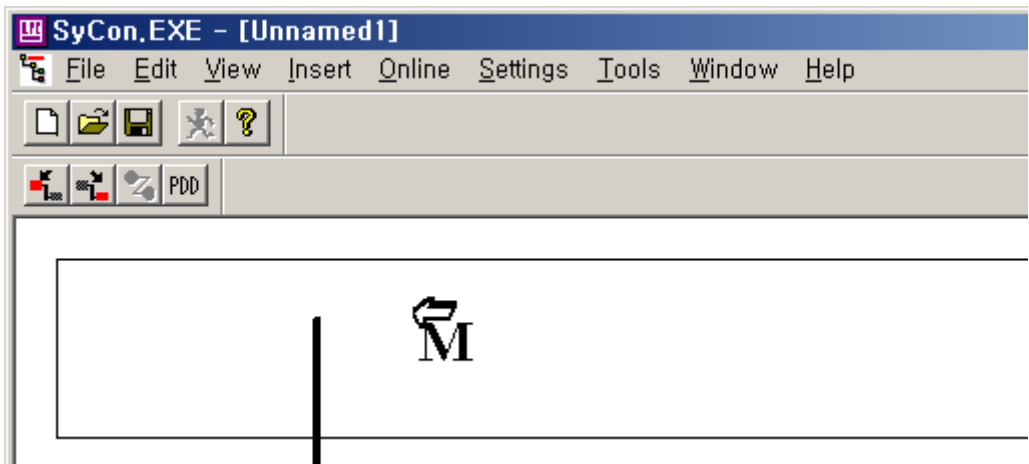 SyCon.EXE - [Unnamed1]
File Edit View Insert Online Settings Tools Window Help
?
PDD
M